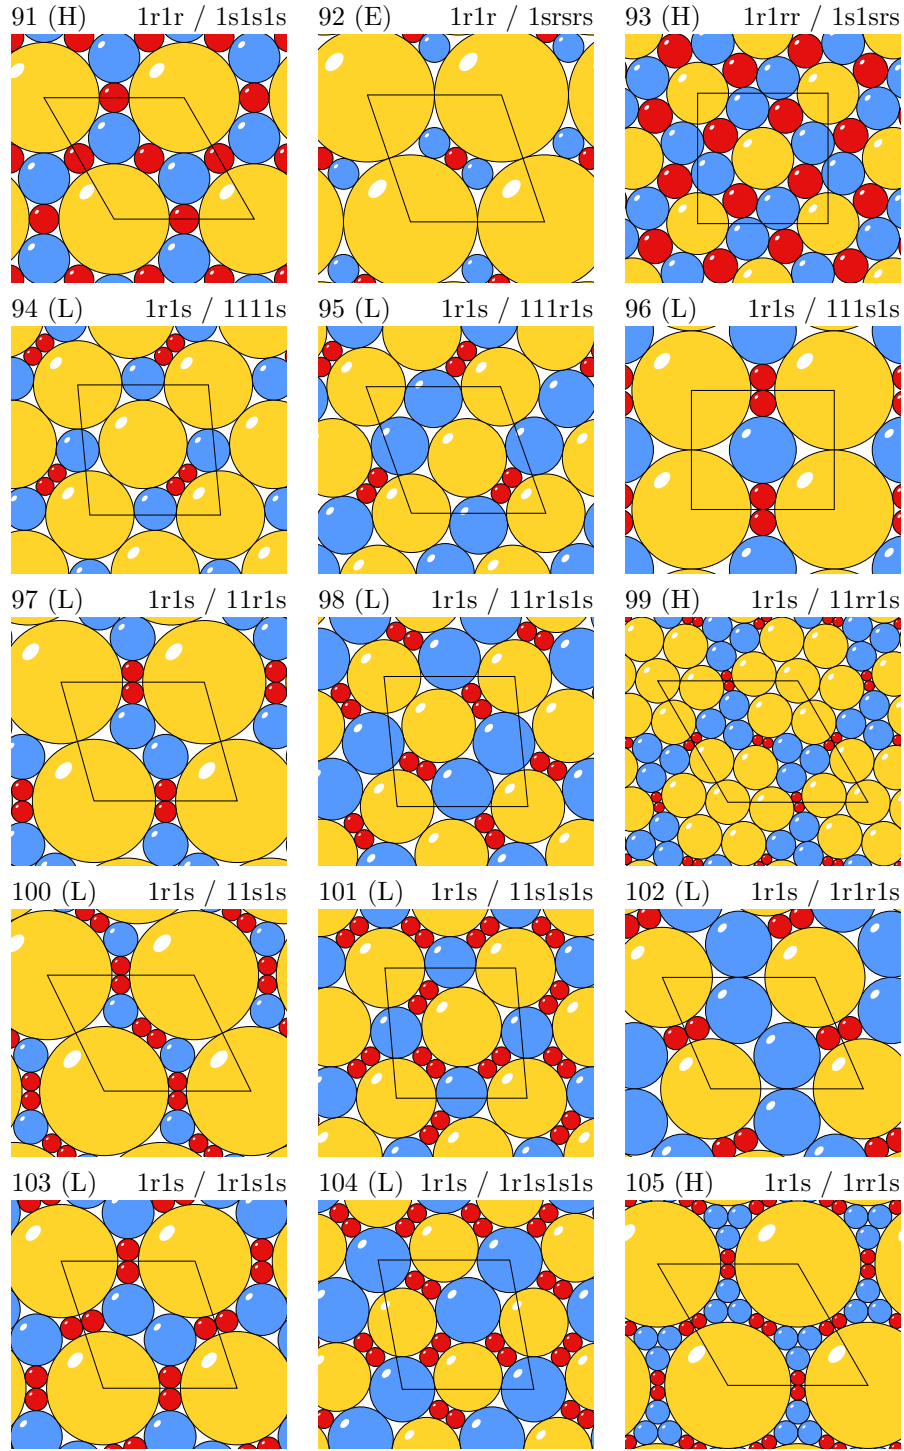 91 (H) 1r1r / 1s1s1s
92 (E) 1r1r / 1srsrs
93 (H) 1r1rr / 1s1srs
94 (L) 1r1s / 1111s
95 (L) 1r1s / 111r1s
96 (L) 1r1s / 111s1s
97 (L) 1r1s / 11r1s
98 (L) 1r1s / 11r1s1s
99 (H) 1r1s / 11rr1s
100 (L) 1r1s / 11s1s
101 (L) 1r1s / 11s1s1s
102 (L) 1r1s / 1r1r1s
103 (L) 1r1s / 1r1s1s
104 (L) 1r1s / 1r1s1s1s
105 (H) 1r1s / 1rr1s